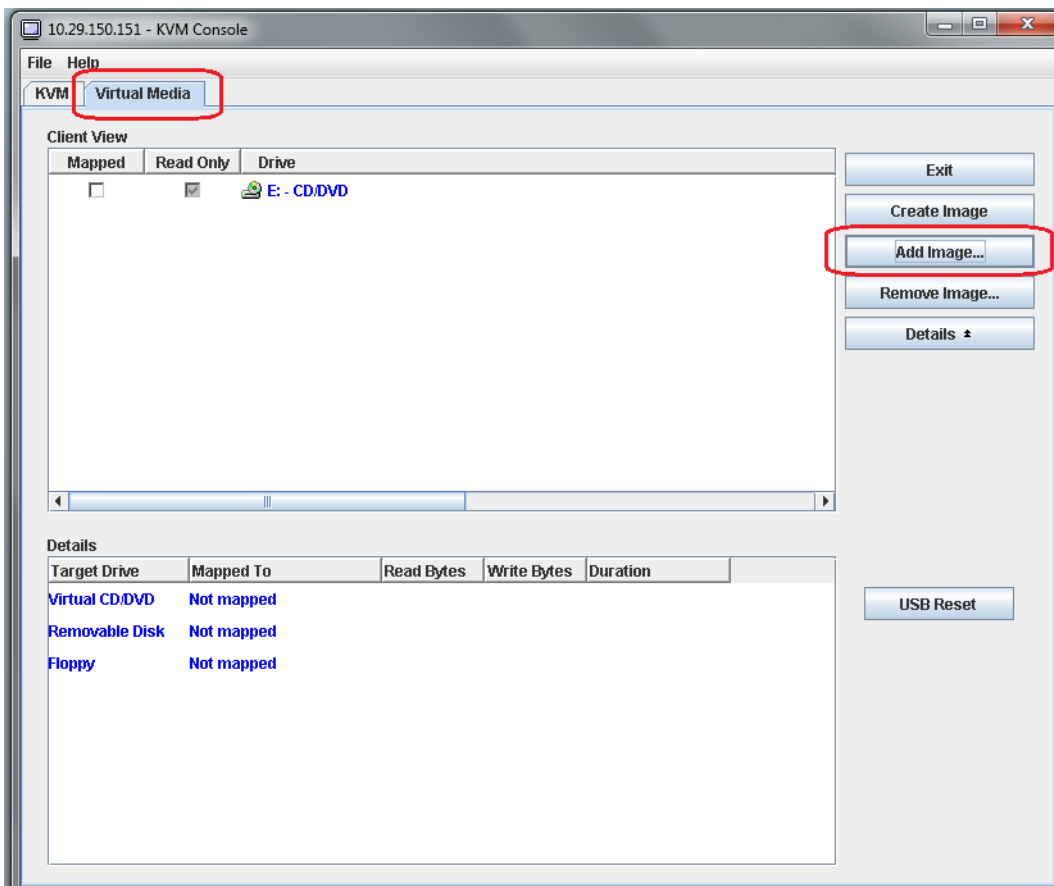 10.29.150.151 - KVM Console
File Help
KVM Virtual Media
Client View
Mapped Read Only Drive
E: - CD/DVD
Exit
Create Image
Add Image...
Remove Image...
Details
Details
Target Drive Mapped To Read Bytes Write Bytes Duration
Virtual CD/DVD Not mapped
Removable Disk Not mapped
Floppy Not mapped
USB Reset